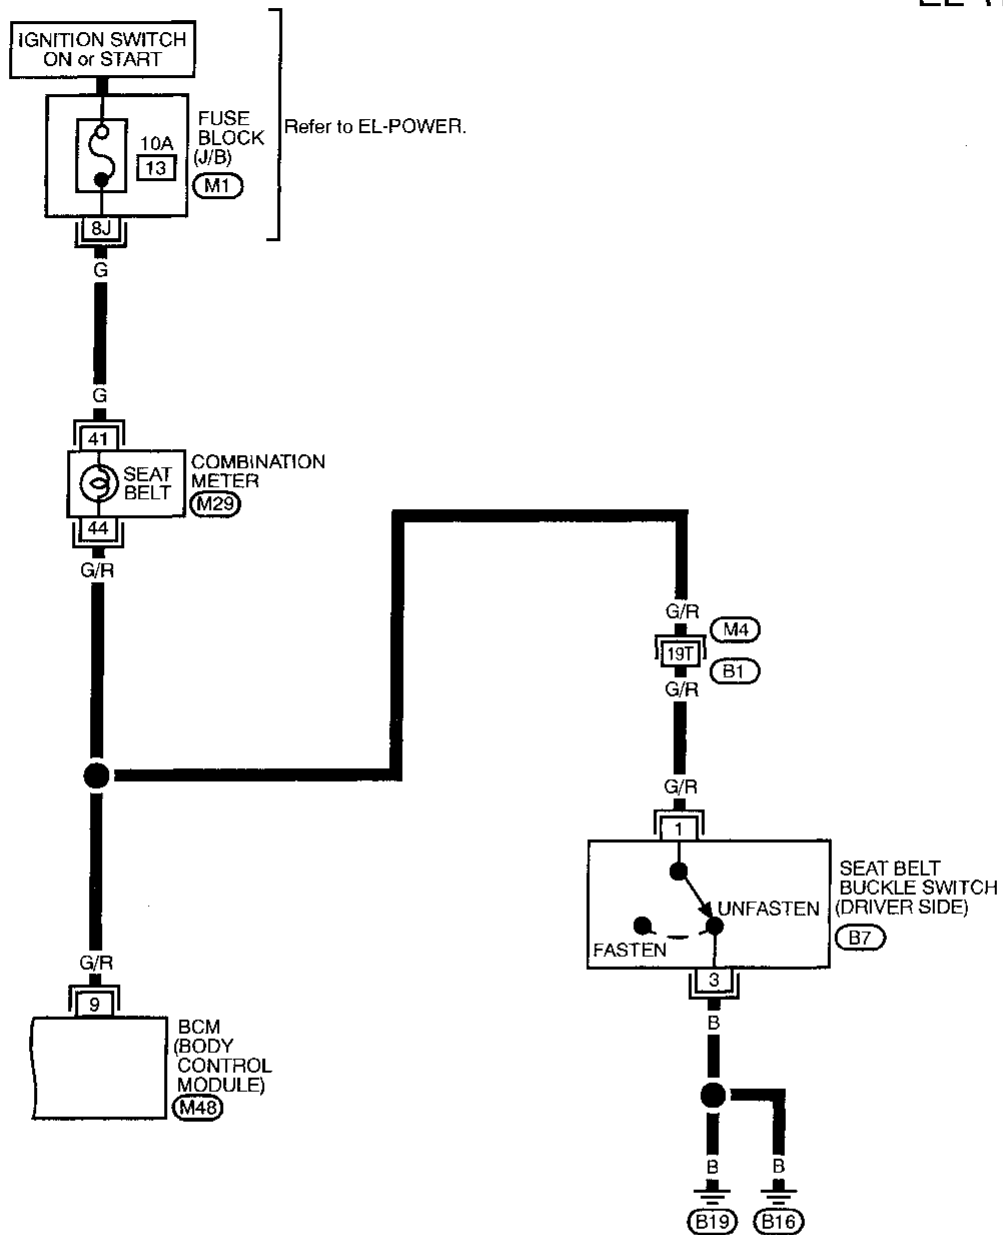 IGNITION SWITCH
ON or START
FUSE
BLOCK
(J/B)
10A
13
M1
Refer to EL-POWER.
8J
G
G
41
SEAT
BELT
COMBINATION
METER
M29
44
G/R
G/R
M4
19T
B1
G/R
G/R
1
UNFASTEN
FASTEN
SEAT BELT
BUCKLE SWITCH
(DRIVER SIDE)
B7
3
B
G/R
9
BCM
(BODY
CONTROL
MODULE)
M48
B
B
B19
B16